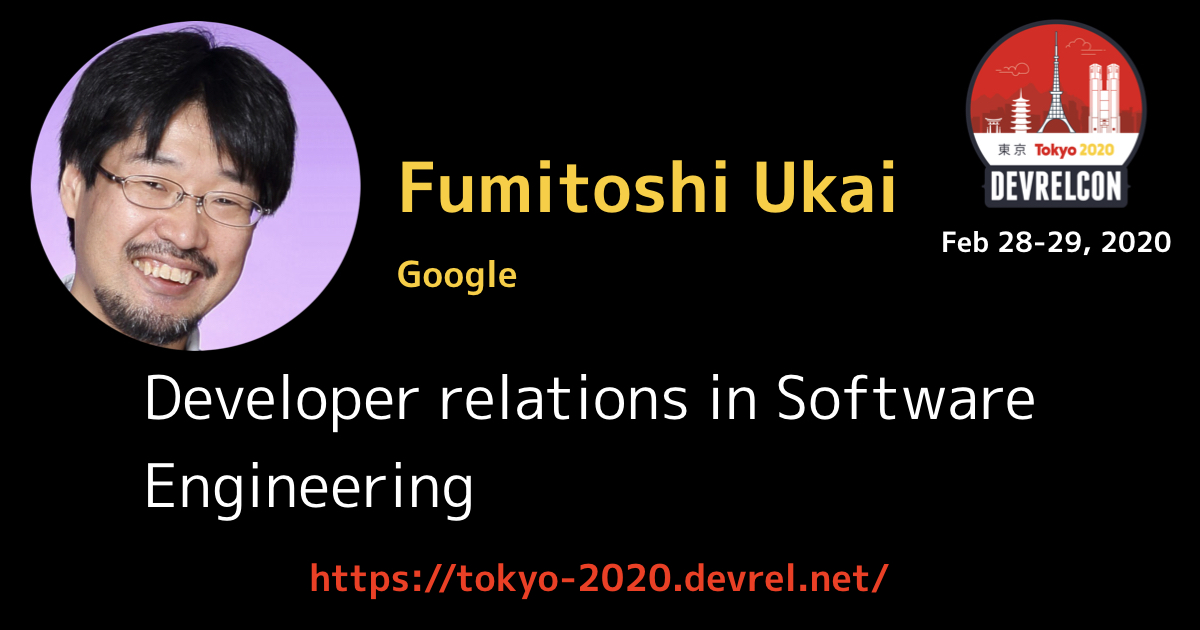 Fumitoshi Ukai
Google
東京 Tokyo 2020
DEVRELCON
Feb 28-29, 2020
Developer relations in Software
Engineering
https://tokyo-2020.devrel.net/